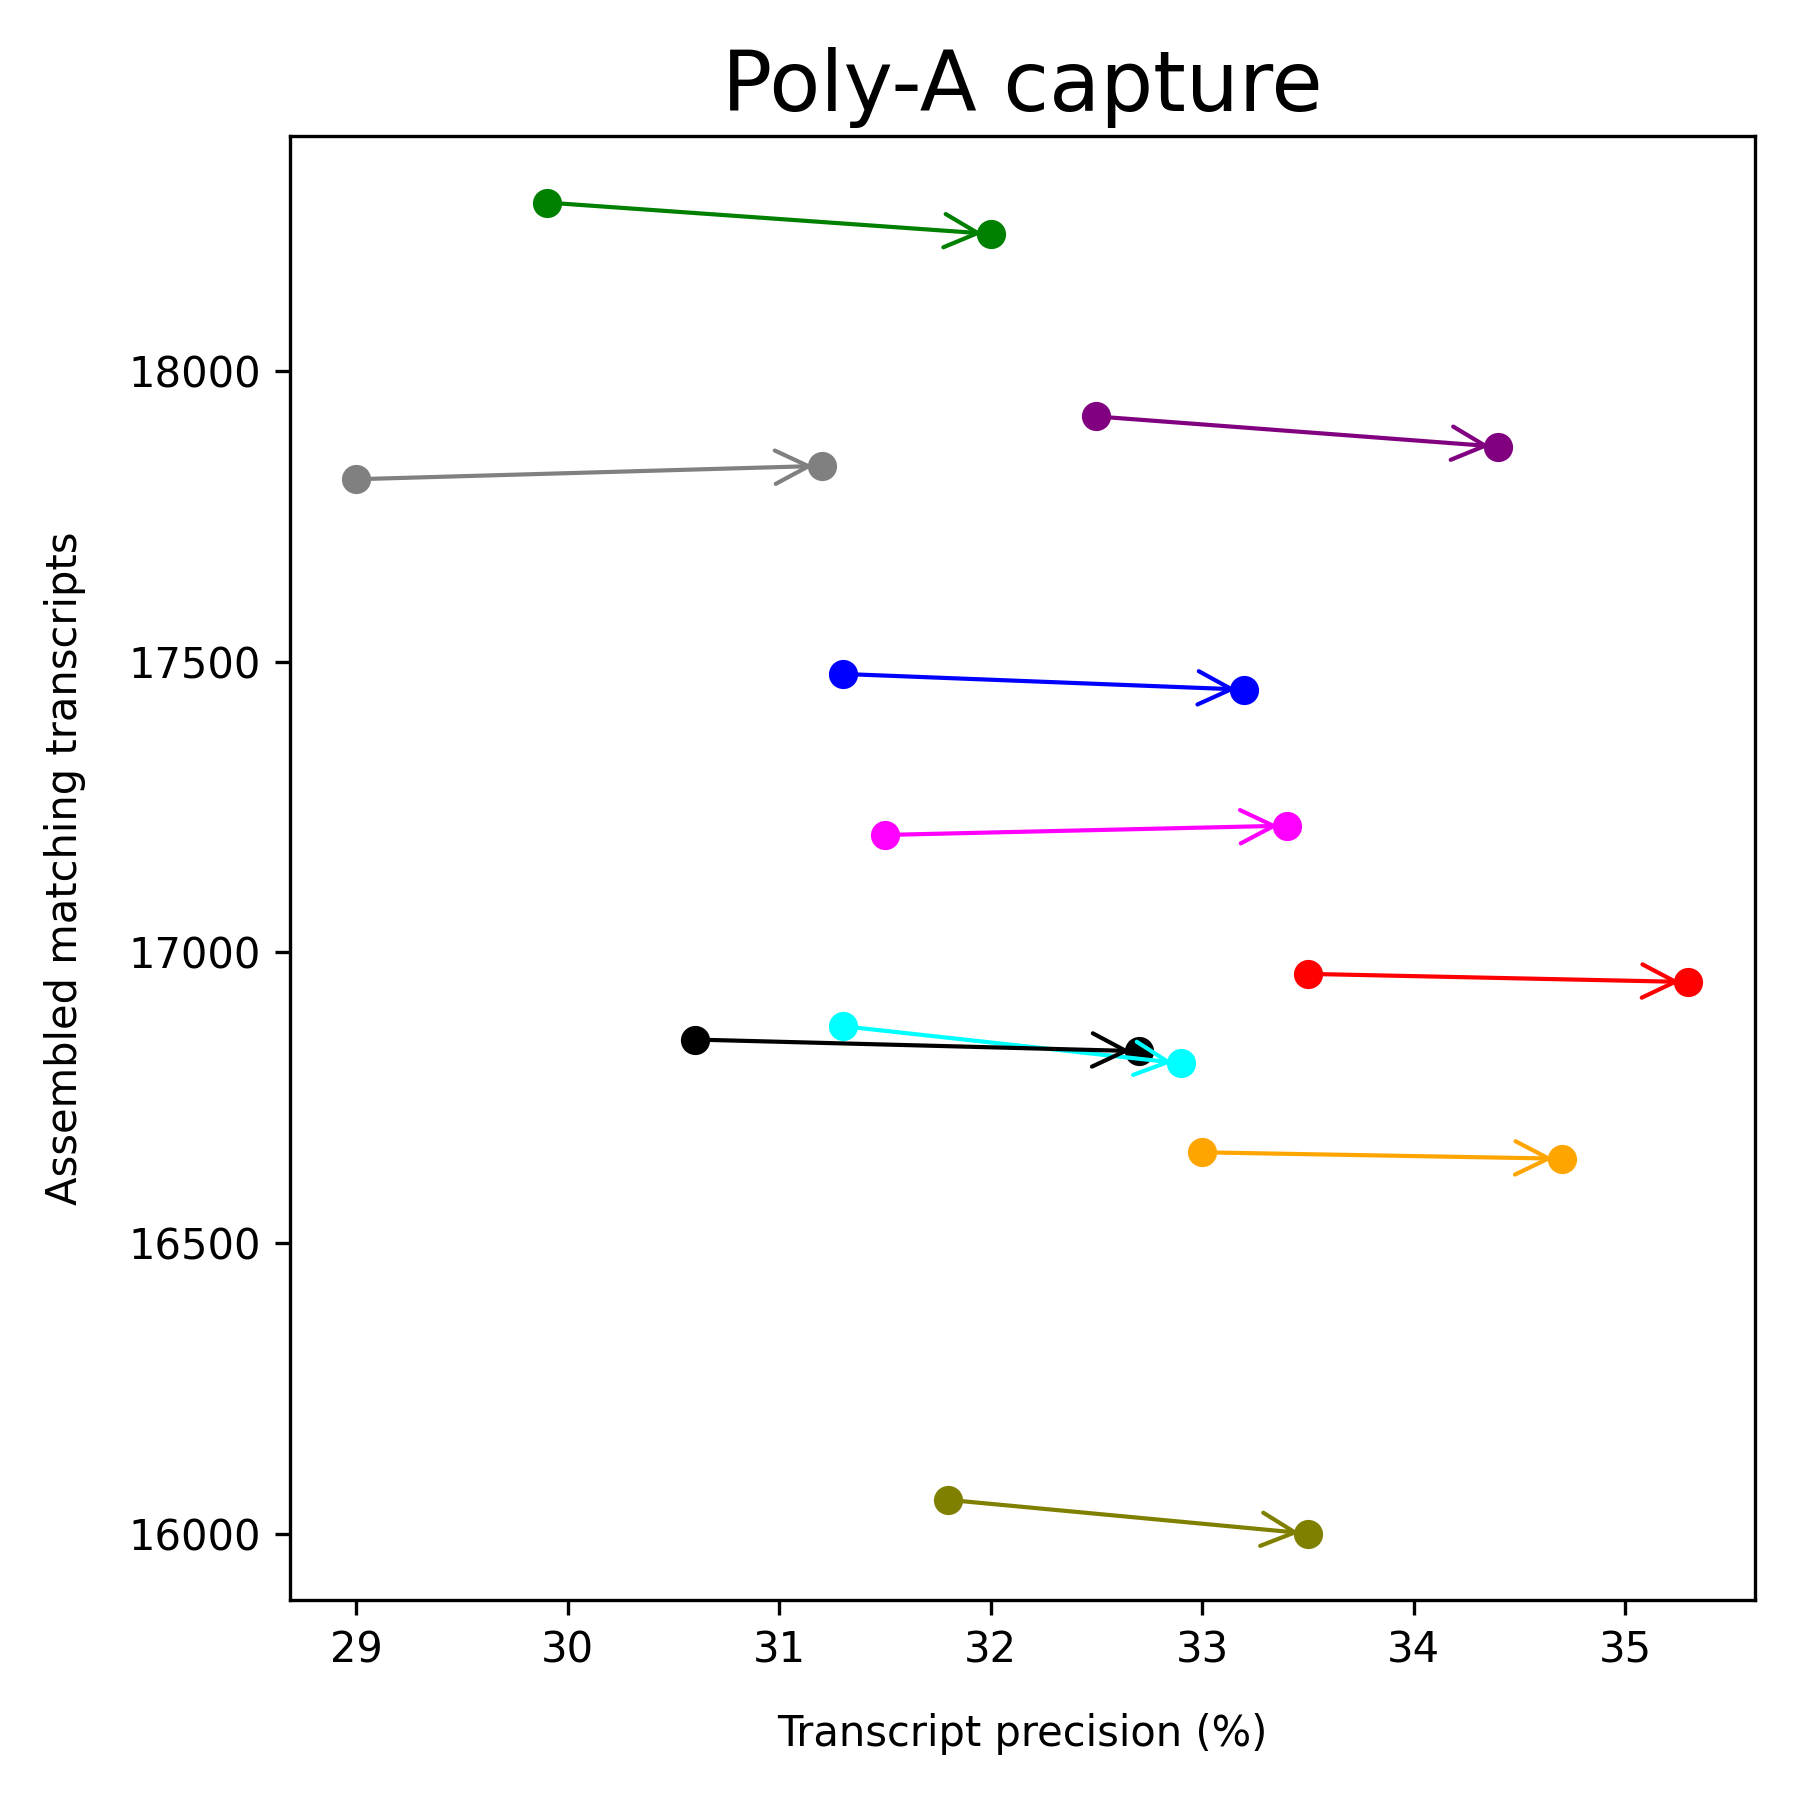 Poly-A capture
Assembled matching transcripts
18000
17500
17000
16500
16000
29 30 31 32 33 34 35
Transcript precision (%)